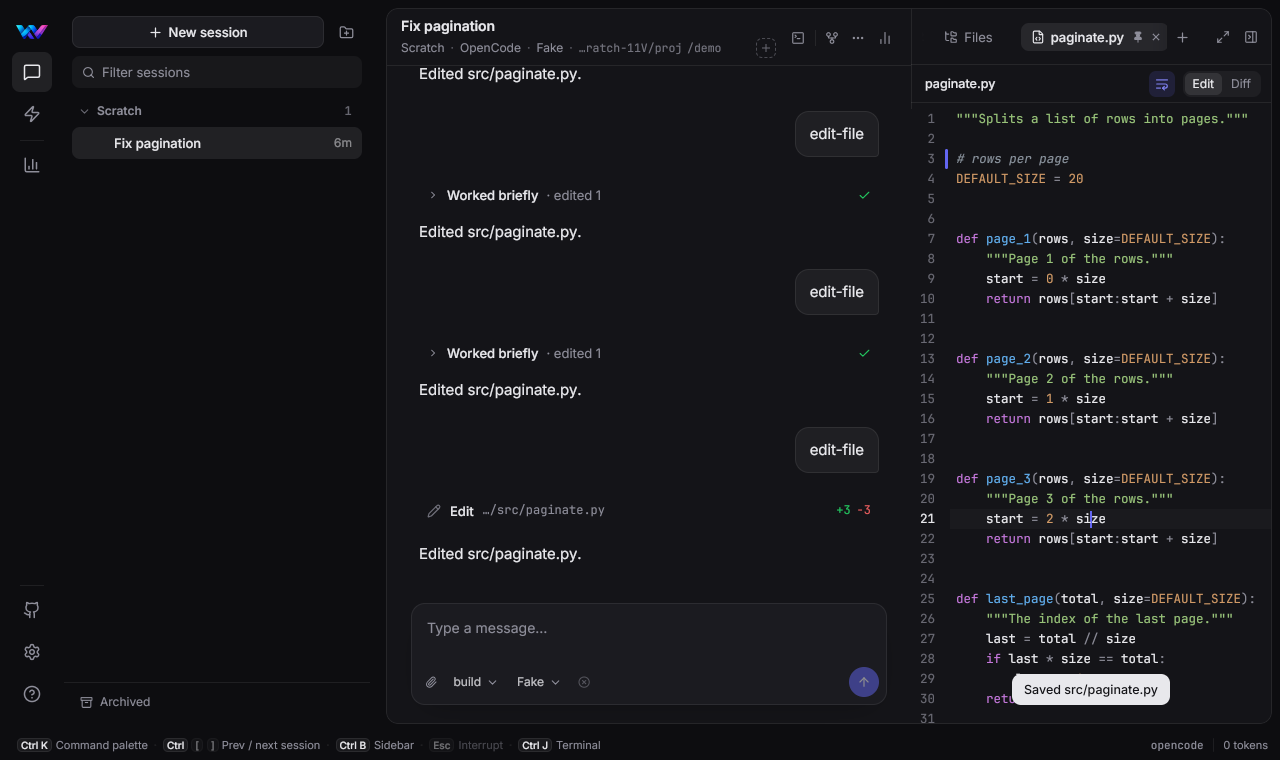 New session
Filter sessions
Scratch 1
Fix pagination 6m
Archived
Fix pagination
Scratch · OpenCode · Fake · …ratch-11V/proj /demo
Edited src/paginate.py.
edit-file
Worked briefly · edited 1
Edited src/paginate.py.
edit-file
Worked briefly · edited 1
Edited src/paginate.py.
edit-file
Edit …/src/paginate.py +3 -3
Edited src/paginate.py.
Type a message...
build Fake
Files paginate.py
paginate.py Edit Diff
1 """Splits a list of rows into pages."""
2
3 # rows per page
4 DEFAULT_SIZE = 20
5
6
7 def page_1(rows, size=DEFAULT_SIZE):
8 """Page 1 of the rows."""
9 start = 0 * size
10 return rows[start:start + size]
11
12
13 def page_2(rows, size=DEFAULT_SIZE):
14 """Page 2 of the rows."""
15 start = 1 * size
16 return rows[start:start + size]
17
18
19 def page_3(rows, size=DEFAULT_SIZE):
20 """Page 3 of the rows."""
21 start = 2 * size
22 return rows[start:start + size]
23
24
25 def last_page(total, size=DEFAULT_SIZE):
26 """The index of the last page."""
27 last = total // size
28 if last * size == total:
29
30
31
Saved src/paginate.py
Ctrl K Command palette · Ctrl [ ] Prev / next session · Ctrl B Sidebar · Esc Interrupt · Ctrl J Terminal
opencode 0 tokens